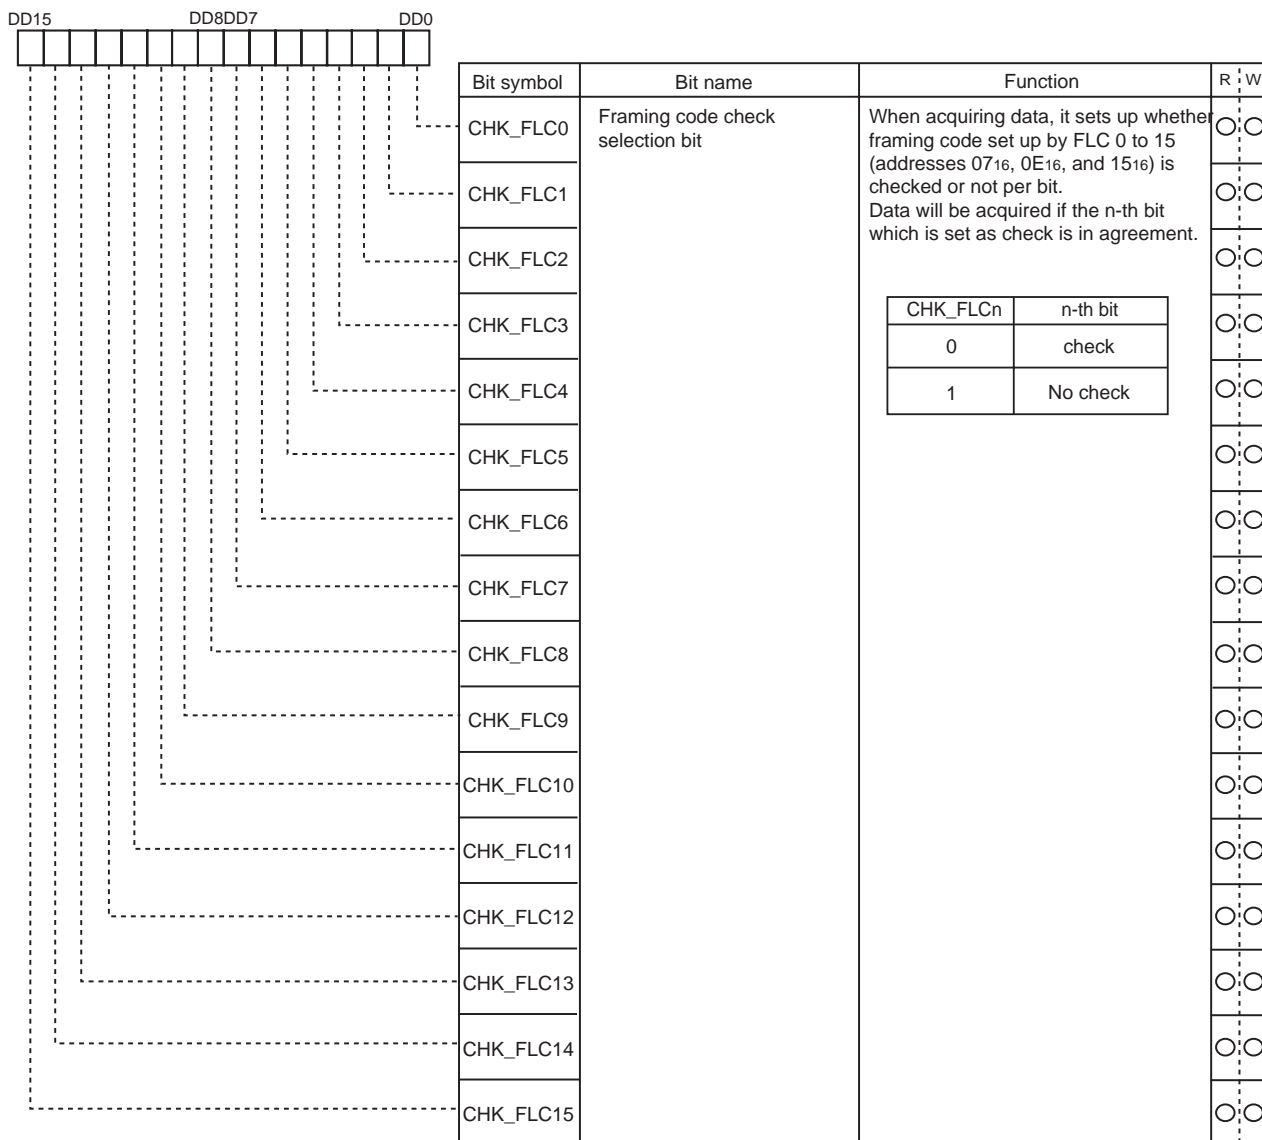 DD15 DD8DD7 DD0
Bit symbol Bit name Function R W
CHK_FLC0 Framing code check
selection bit
When acquiring data, it sets up whether
framing code set up by FLC 0 to 15
(addresses 0716, 0E16, and 1516) is
checked or not per bit.
Data will be acquired if the n-th bit
which is set as check is in agreement.
CHK_FLCn n-th bit
0 check
1 No check
CHK_FLC1
CHK_FLC2
CHK_FLC3
CHK_FLC4
CHK_FLC5
CHK_FLC6
CHK_FLC7
CHK_FLC8
CHK_FLC9
CHK_FLC10
CHK_FLC11
CHK_FLC12
CHK_FLC13
CHK_FLC14
CHK_FLC15